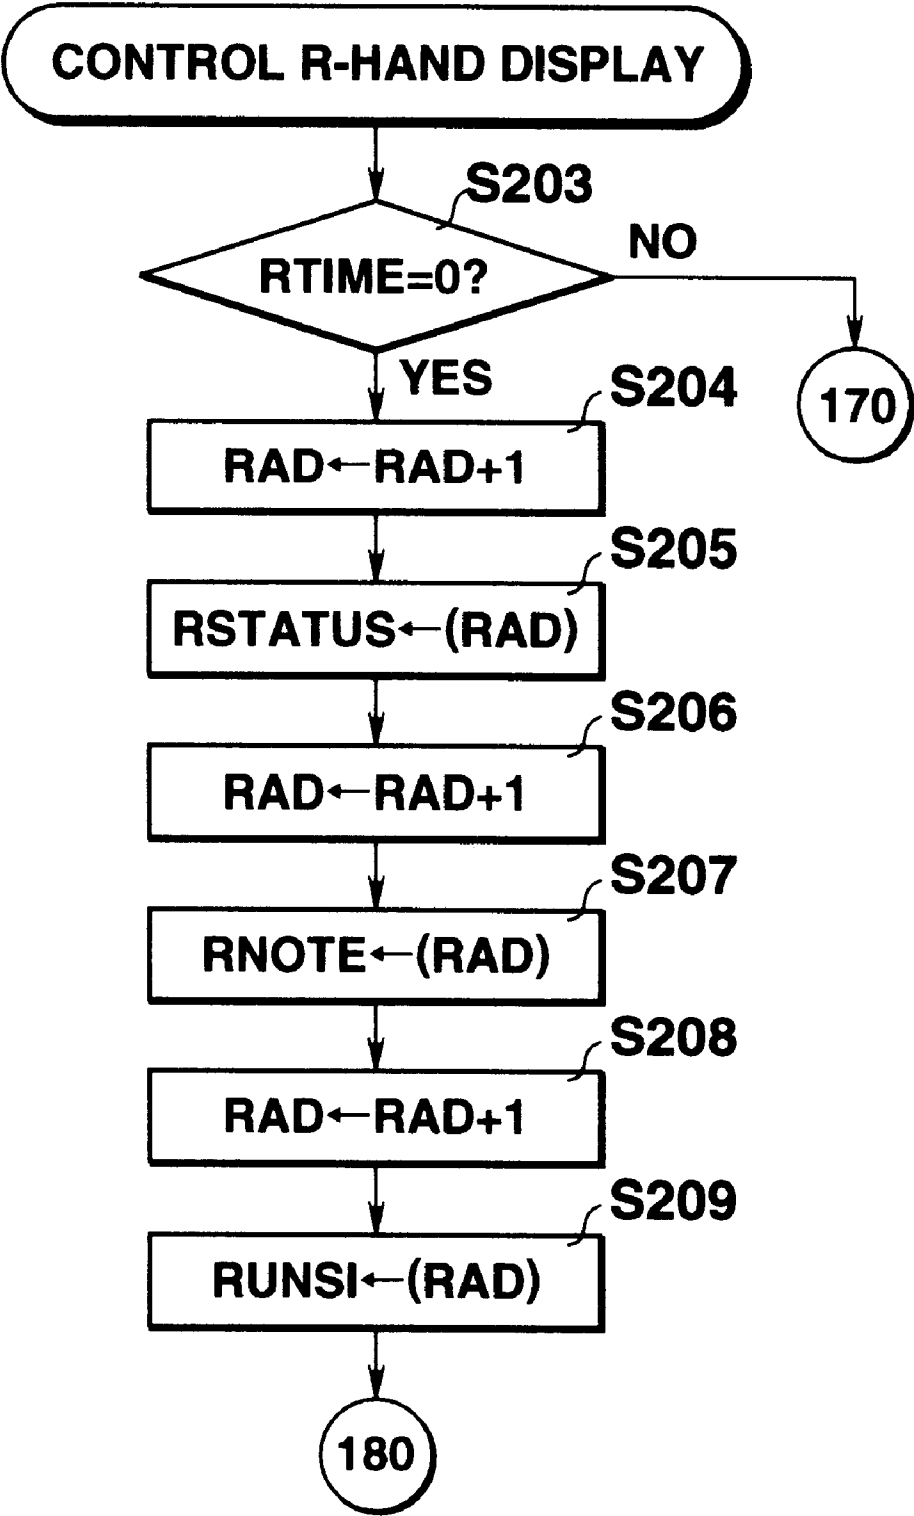 CONTROL R-HAND DISPLAY
S203
RTIME=0?
NO
170
YES
S204
RAD←RAD+1
S205
RSTATUS←(RAD)
S206
RAD←RAD+1
S207
RNOTE←(RAD)
S208
RAD←RAD+1
S209
RUNSI←(RAD)
180